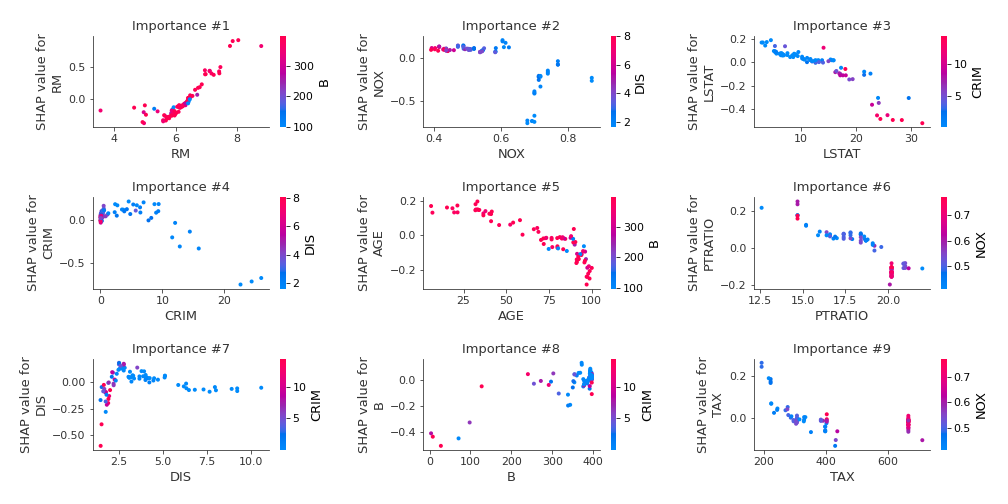 Importance #1
SHAP value for
RM
0.5
0.0
4
6
8
RM
300
200
100
B
Importance #2
SHAP value for
NOX
0.0
−0.5
0.4
0.6
0.8
NOX
8
6
4
2
DIS
Importance #3
SHAP value for
LSTAT
0.2
0.0
−0.2
−0.4
10
20
30
LSTAT
10
5
CRIM
Importance #4
SHAP value for
CRIM
0.0
−0.5
0
10
20
CRIM
8
6
4
2
DIS
Importance #5
SHAP value for
AGE
0.2
0.0
−0.2
25
50
75
100
AGE
300
200
100
B
Importance #6
SHAP value for
PTRATIO
0.2
0.0
−0.2
12.5
15.0
17.5
20.0
PTRATIO
0.7
0.6
0.5
NOX
Importance #7
SHAP value for
DIS
0.00
−0.25
−0.50
2.5
5.0
7.5
10.0
DIS
10
5
CRIM
Importance #8
SHAP value for
B
0.0
−0.2
−0.4
0
100
200
300
400
B
10
5
CRIM
Importance #9
SHAP value for
TAX
0.2
0.0
200
400
600
TAX
0.7
0.6
0.5
NOX